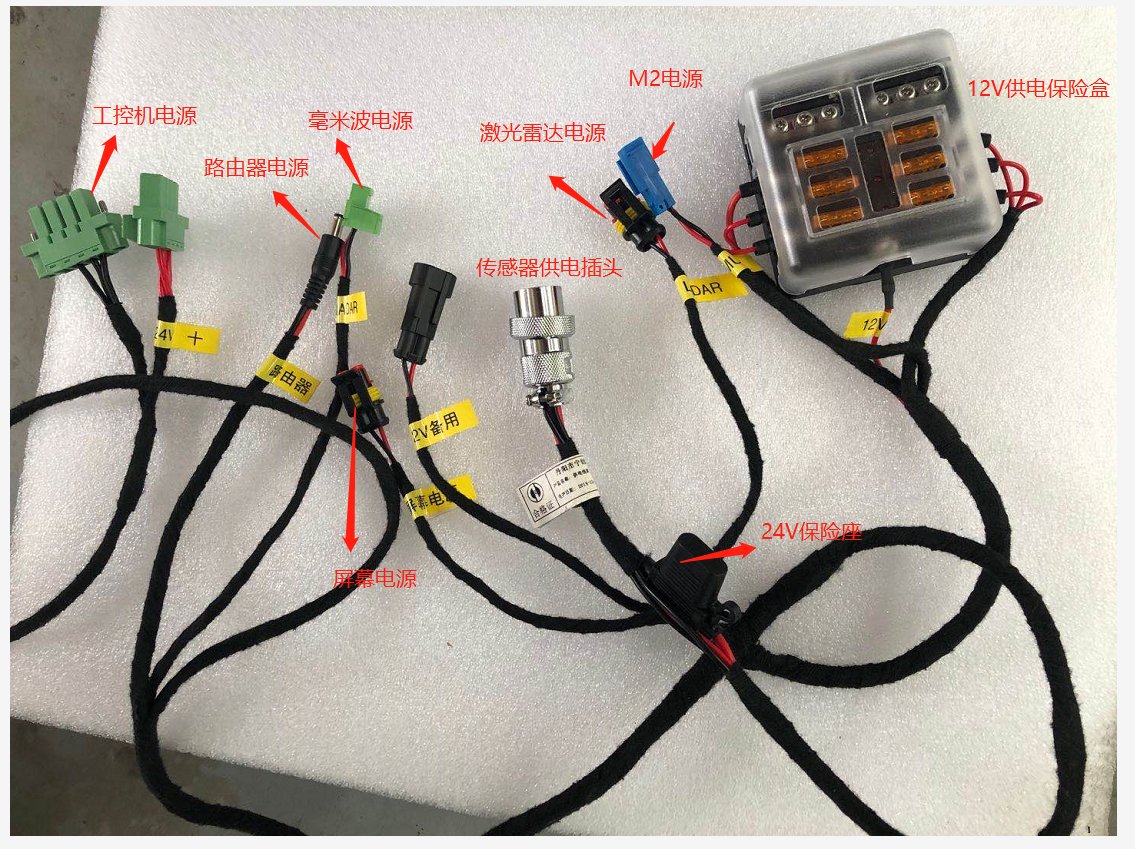 M2电源
12V供电保险盒
工控机电源
毫米波电源
激光雷达电源
路由器电源
传感器供电插头
DAR
12V
24V +
路由器
2V备用
屏幕电
合格证
24V保险座
屏幕电源
1